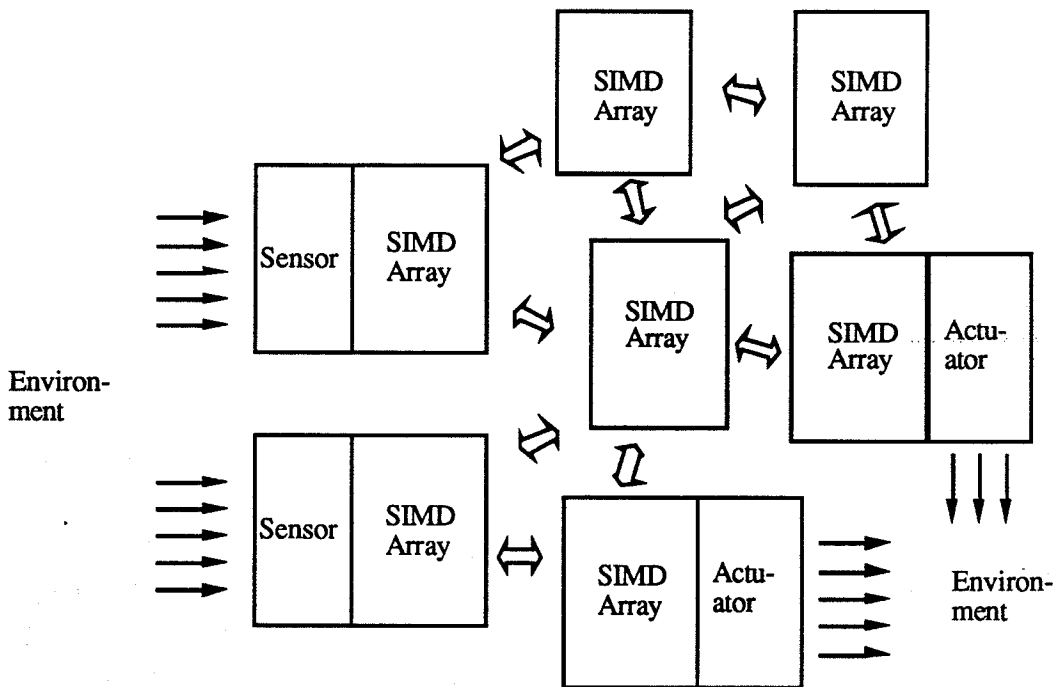 SIMD
Array
SIMD
Array
Sensor
SIMD
Array
SIMD
Array
SIMD
Array
Actu-
ator
Environ-
ment
Sensor
SIMD
Array
SIMD
Array
Actu-
ator
Environ-
ment